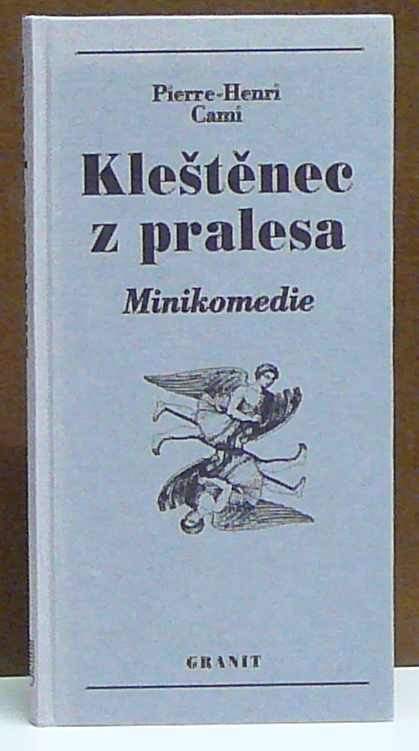 Pierre-Henri
Cami
Kleštěnec
z pralesa
Minikomedie
GRANIT